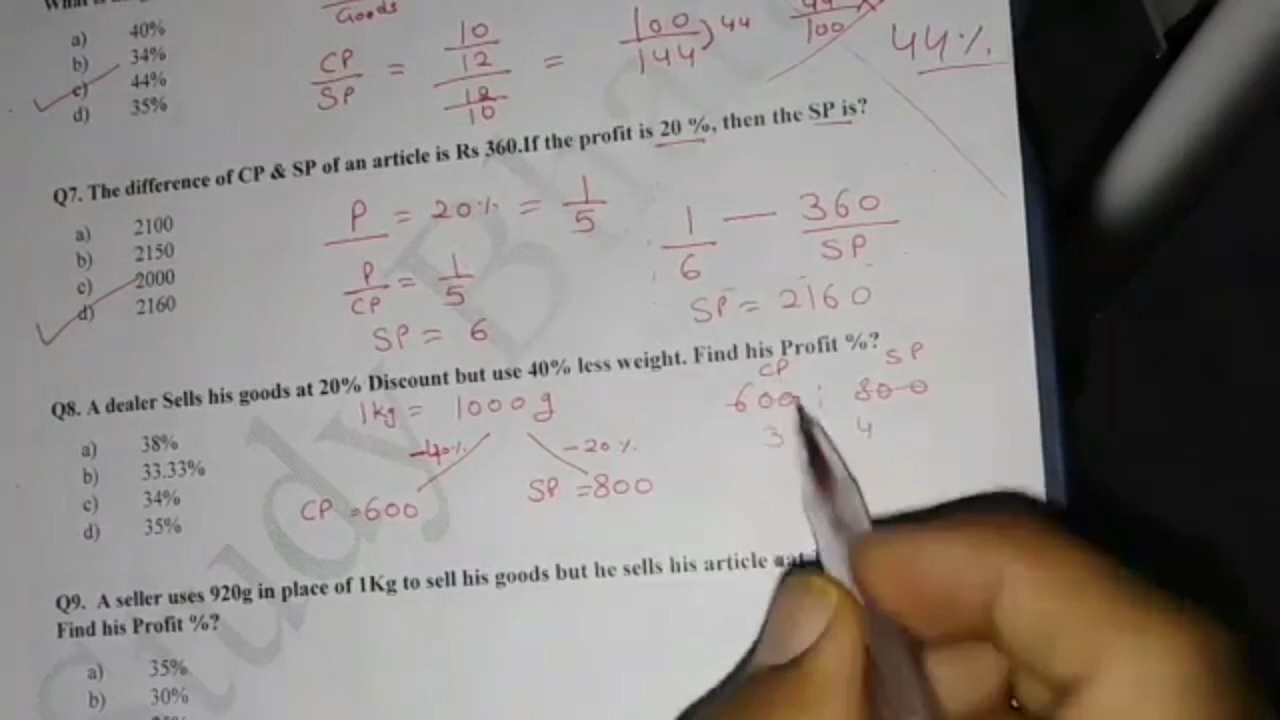 a) 40%
b) 34%
c) 44%
d) 35%
Goods
CP/SP = 10/12 / 12/10 = 100/144) 44
44/100
44%
Q7. The difference of CP & SP of an article is Rs 360.If the profit is 20 %, then the SP is?
a) 2100
b) 2150
c) 2000
d) 2160
P = 20% = 1/5
P/CP = 1/5
SP = 6
1/6 — 360/SP
SP = 2160
Q8. A dealer Sells his goods at 20% Discount but use 40% less weight. Find his Profit %?
a) 38%
b) 33.33%
c) 34%
d) 35%
1Kg = 1000g
-40% -20%
CP = 600 SP = 800
CP SP
600 : 800
3 4
Q9. A seller uses 920g in place of 1Kg to sell his goods but he sells his article
Find his Profit %?
a) 35%
b) 30%
Study